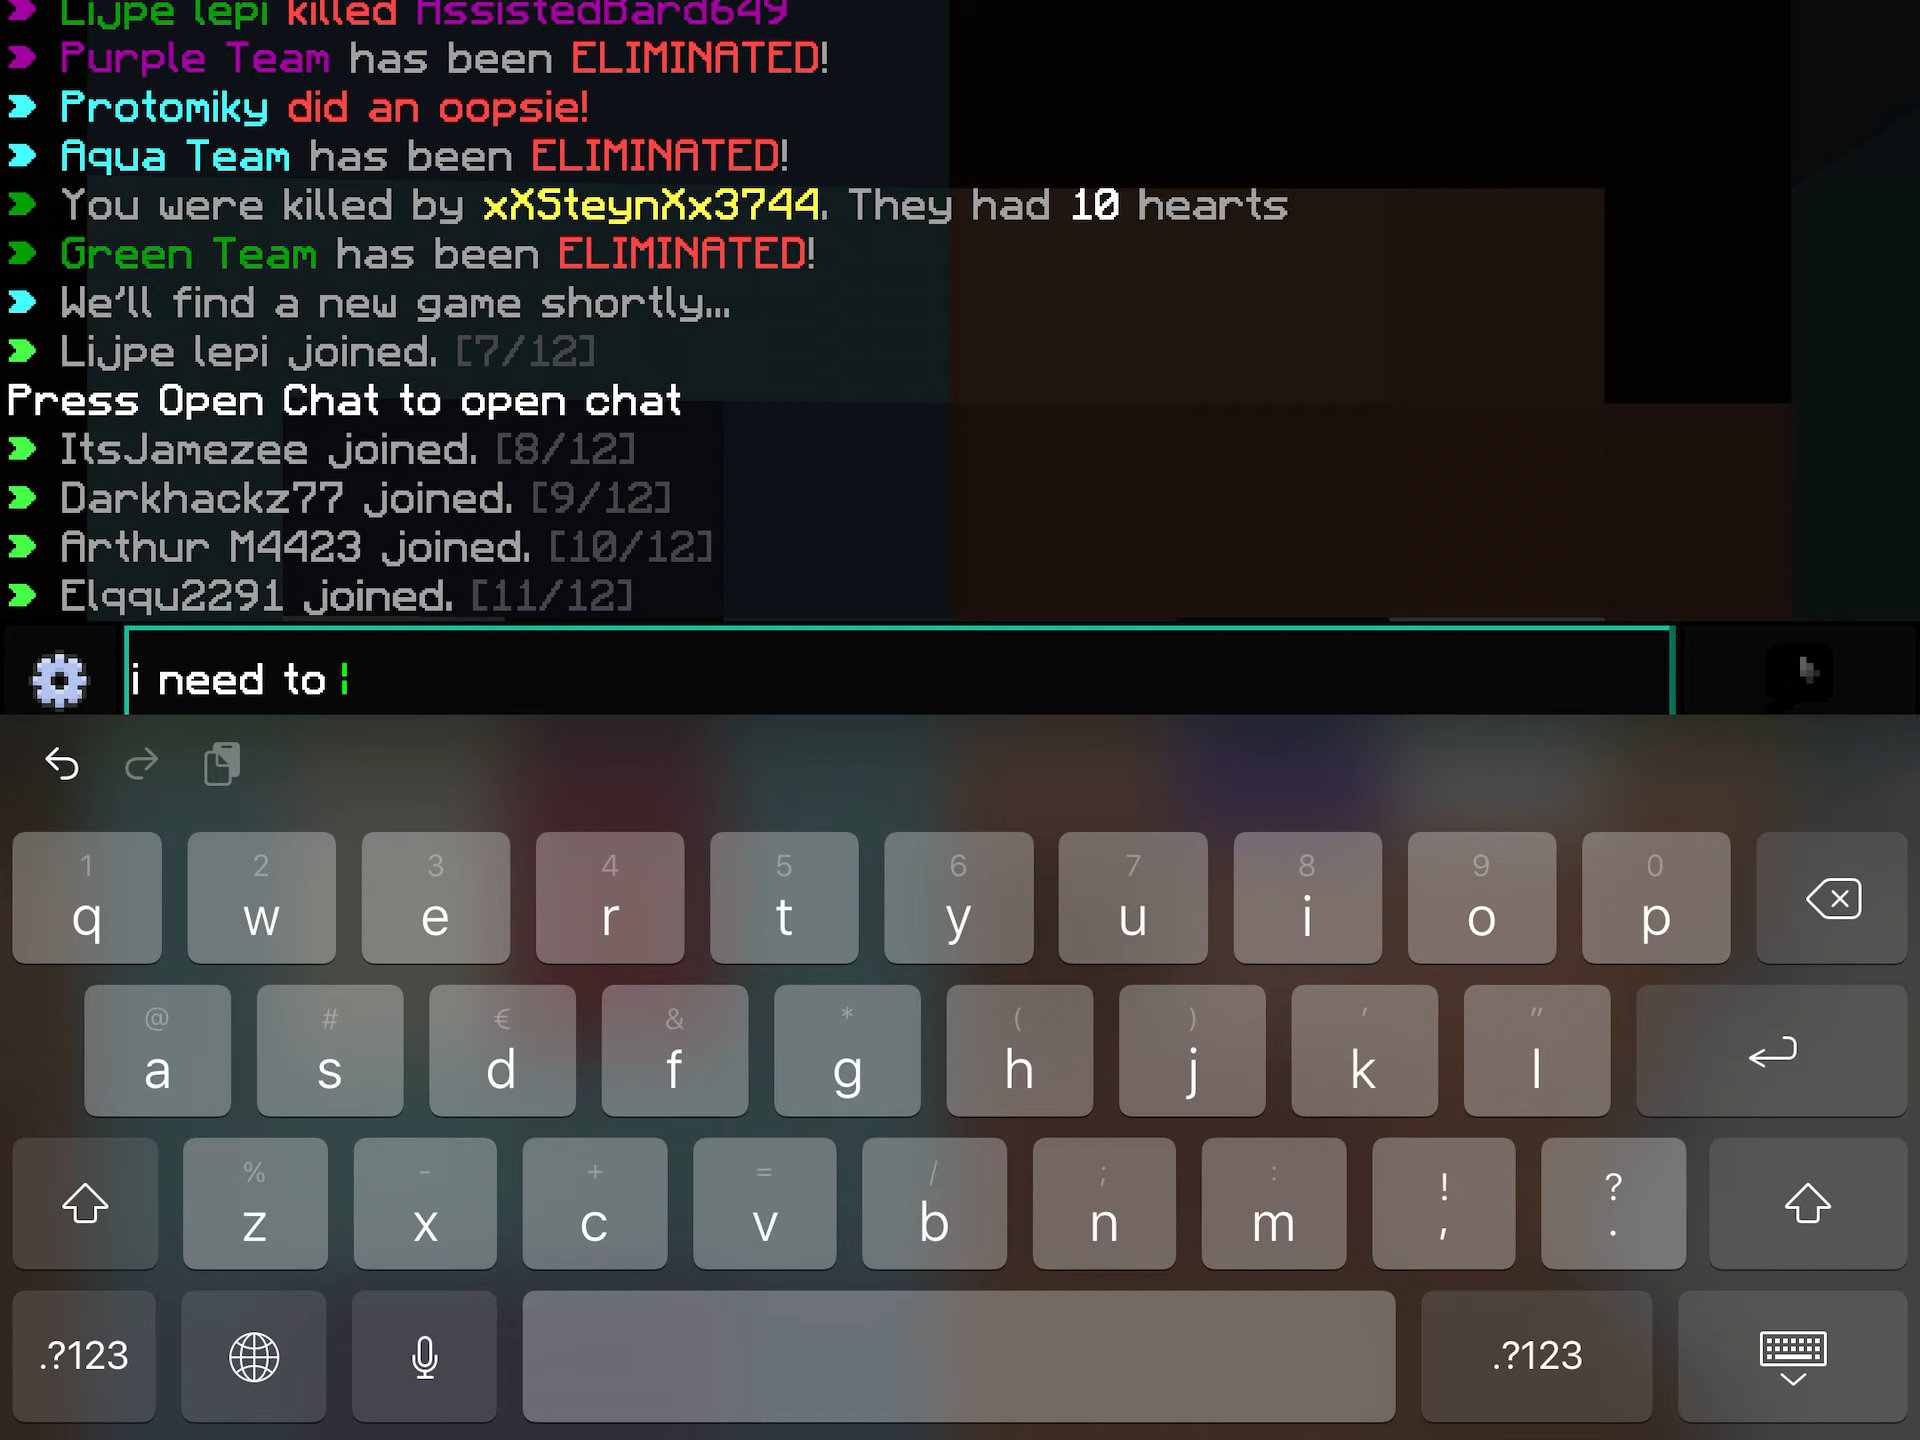 Lijpe lepi killed AssistedBard649
Purple Team has been ELIMINATED!
Protomiky did an oopsie!
Aqua Team has been ELIMINATED!
You were killed by xXSteynXx3744. They had 10 hearts
Green Team has been ELIMINATED!
We'll find a new game shortly...
Lijpe lepi joined. [7/12]
Press Open Chat to open chat
ItsJamezee joined. [8/12]
Darkhackz77 joined. [9/12]
Arthur M4423 joined. [10/12]
Elqqu2291 joined. [11/12]
i need to
1 2 3 4 5 6 7 8 9 0
q w e r t y u i o p
@ # € & * ( ) ' "
a s d f g h j k l
% - + = / ; : ! ?
z x c v b n m , .
.?123 .?123